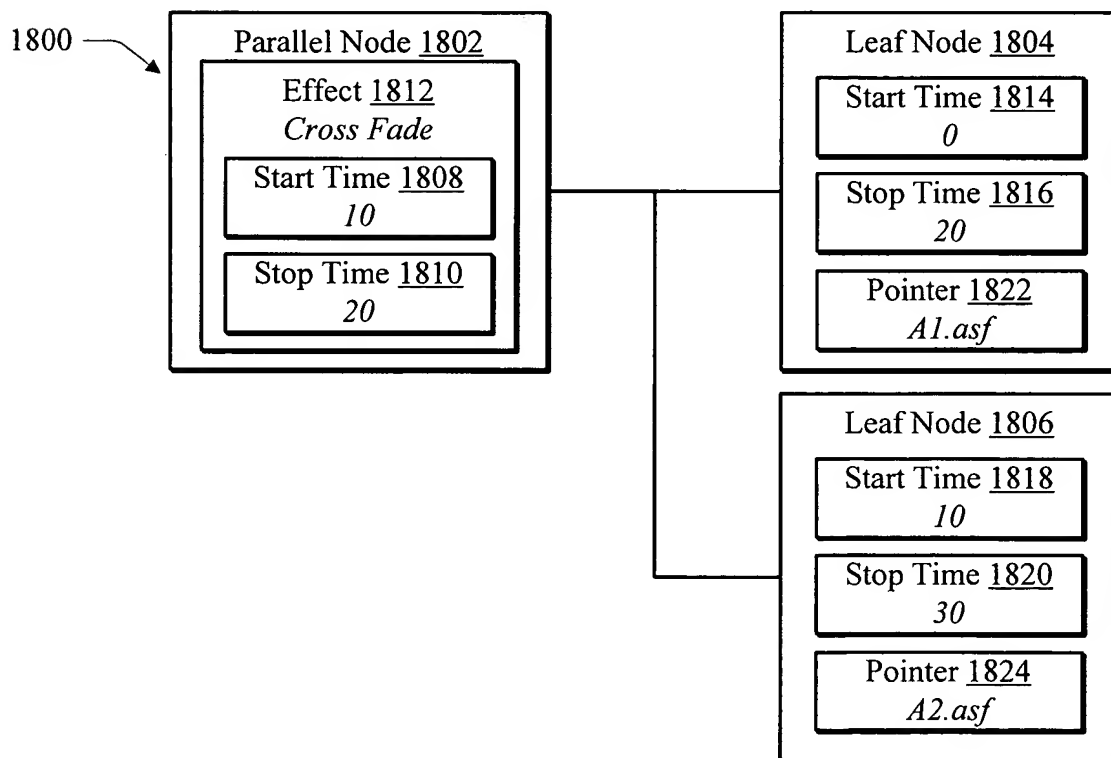 1800
Parallel Node 1802
Effect 1812
Cross Fade
Start Time 1808
10
Stop Time 1810
20
Leaf Node 1804
Start Time 1814
0
Stop Time 1816
20
Pointer 1822
A1.asf
Leaf Node 1806
Start Time 1818
10
Stop Time 1820
30
Pointer 1824
A2.asf